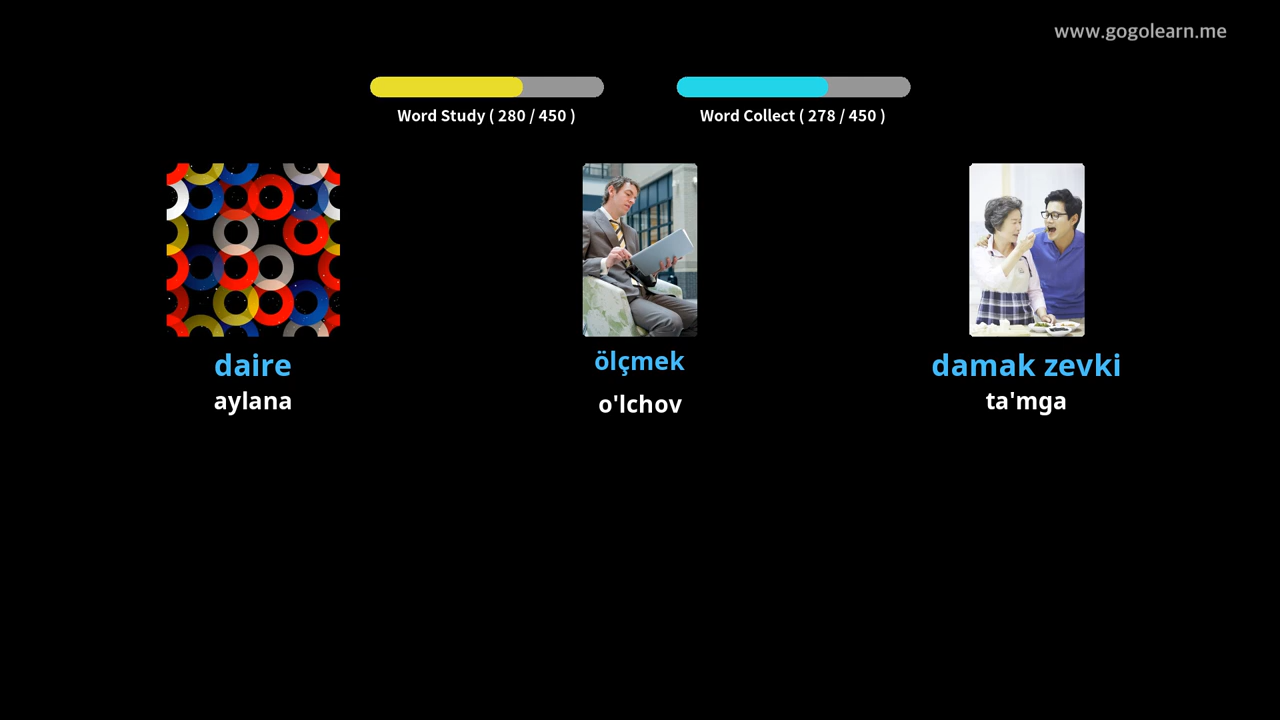 www.gogolearn.me
Word Study ( 280 / 450 )
Word Collect ( 278 / 450 )
daire
aylana
ölçmek
o'lchov
damak zevki
ta'mga